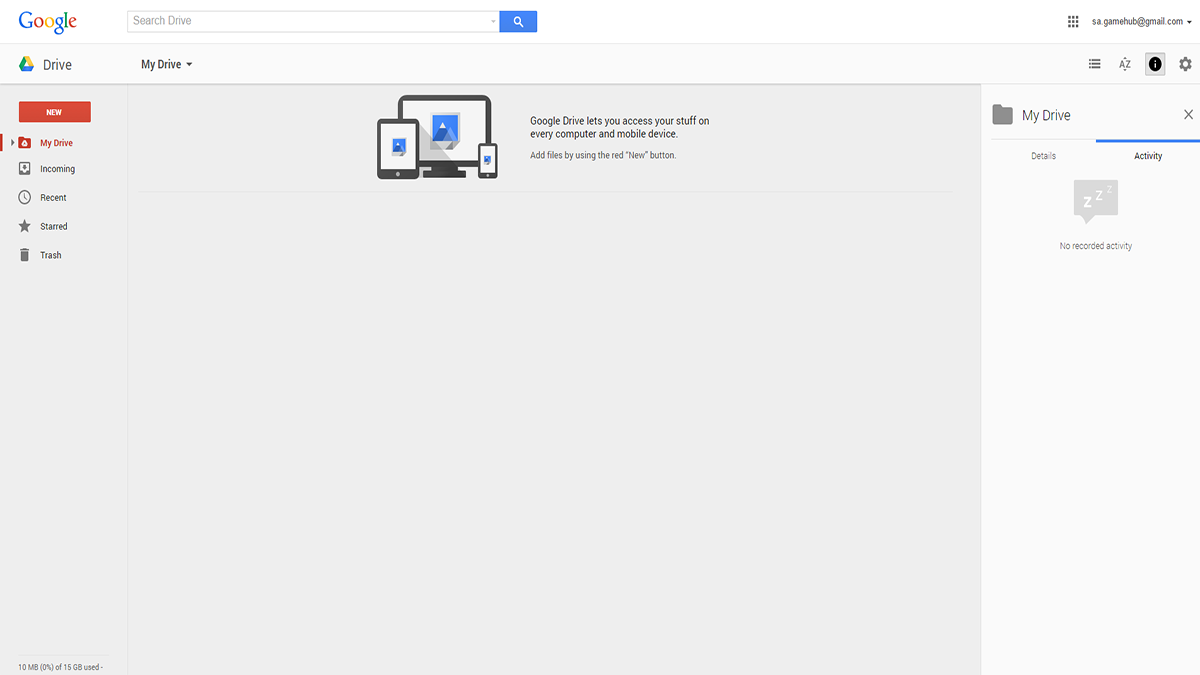 Google
Search Drive
sa.gamehub@gmail.com
Drive
My Drive
AZ
NEW
My Drive
Incoming
Recent
Starred
Trash
Google Drive lets you access your stuff on
every computer and mobile device.
Add files by using the red “New” button.
My Drive
Details
Activity
z z z
No recorded activity
10 MB (0%) of 15 GB used -